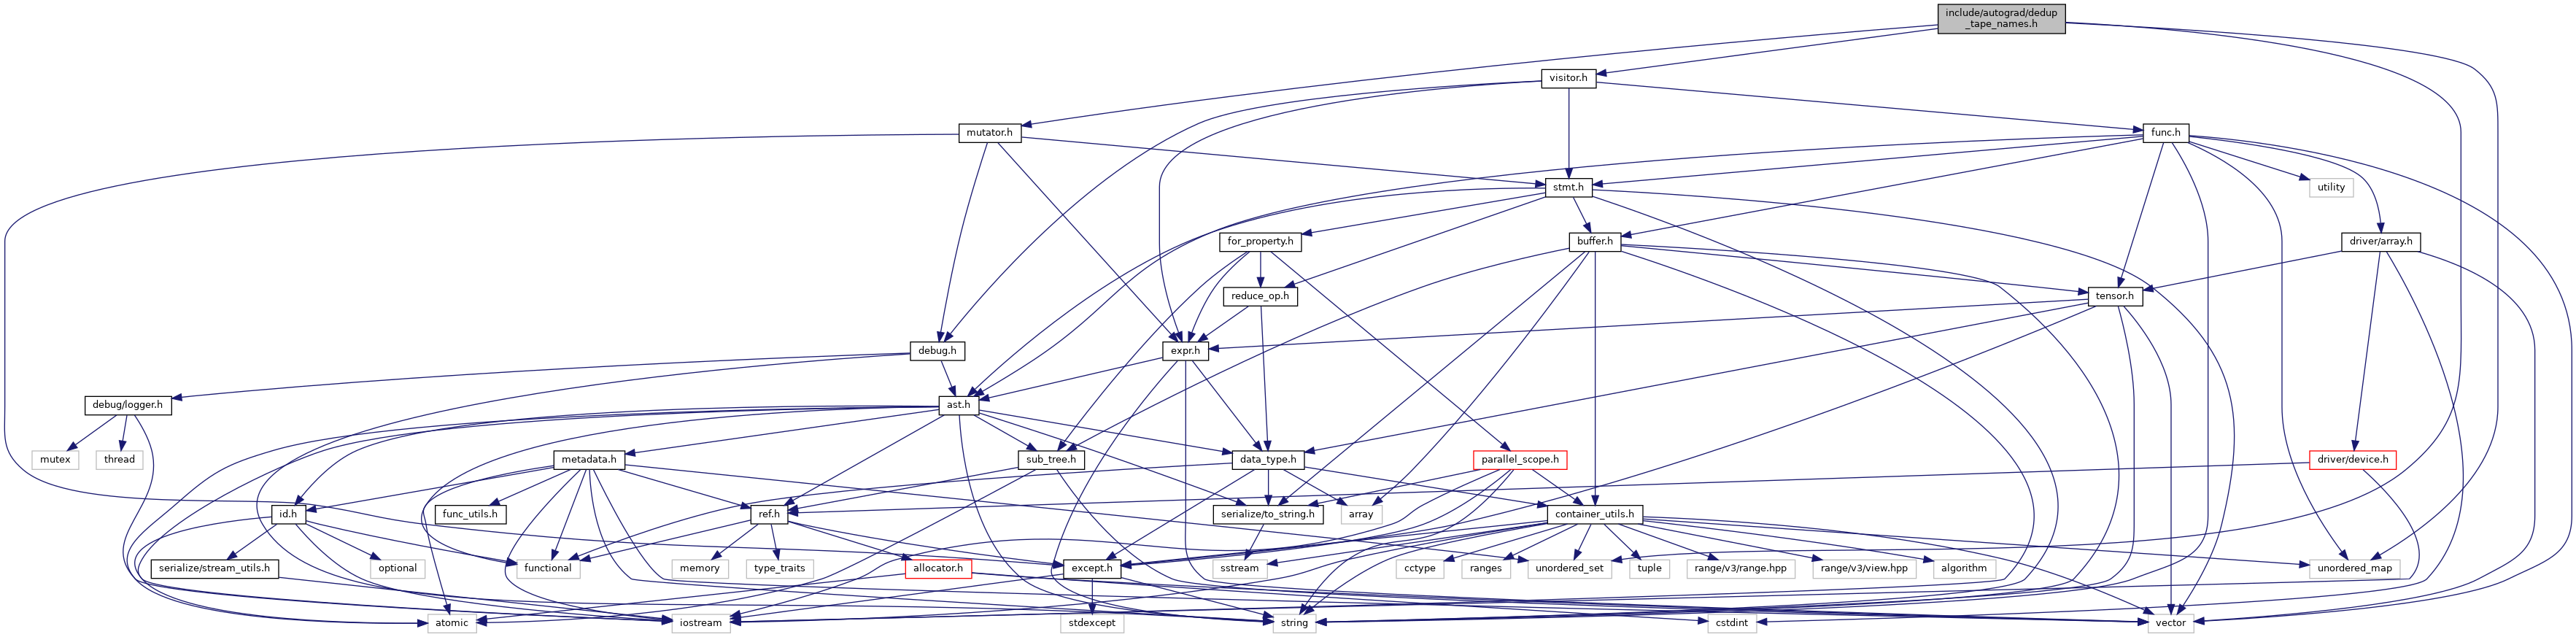 include/autograd/dedup
_tape_names.h
visitor.h
mutator.h
func.h
stmt.h
utility
for_property.h
buffer.h
driver/array.h
reduce_op.h
tensor.h
debug.h
expr.h
debug/logger.h
ast.h
mutex
thread
metadata.h
sub_tree.h
data_type.h
parallel_scope.h
driver/device.h
id.h
func_utils.h
ref.h
serialize/to_string.h
array
container_utils.h
serialize/stream_utils.h
optional
functional
memory
type_traits
allocator.h
except.h
sstream
cctype
ranges
unordered_set
tuple
range/v3/range.hpp
range/v3/view.hpp
algorithm
unordered_map
atomic
iostream
stdexcept
string
cstdint
vector